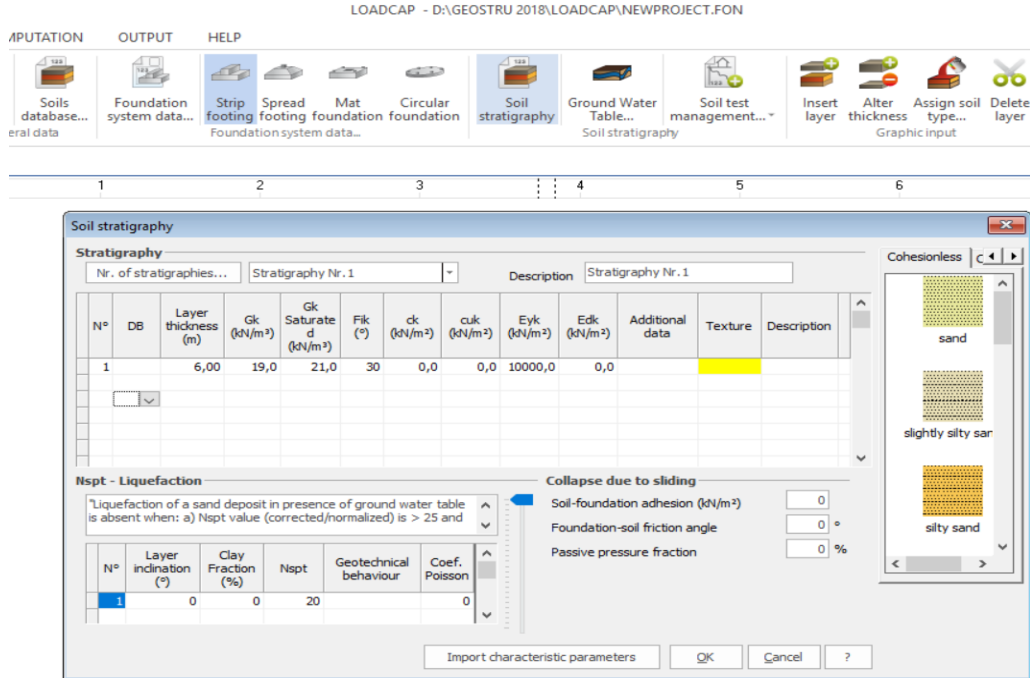 LOADCAP - D:\GEOSTRU 2018\LOADCAP\NEWPROJECT.FON
MPUTATION OUTPUT HELP
Soils database...
Foundation system data...
Strip footing
Spread footing
Mat foundation
Circular foundation
Soil stratigraphy
Ground Water Table...
Soil test management...
Insert layer
Alter thickness
Assign soil type...
Delete layer
eral data
Foundation system data...
Soil stratigraphy
Graphic input
1 2 3 4 5 6
Soil stratigraphy
Stratigraphy
Nr. of stratigraphies...
Stratigraphy Nr.1
Description
Stratigraphy Nr.1
N° DB Layer thickness (m) Gk (kN/m³) Gk Saturate d (kN/m³) Fik (°) ck (kN/m²) cuk (kN/m²) Eyk (kN/m²) Edk (kN/m²) Additional data Texture Description
1 6,00 19,0 21,0 30 0,0 0,0 10000,0 0,0
Cohesionless C
sand
slightly silty san
silty sand
Nspt - Liquefaction
"Liquefaction of a sand deposit in presence of ground water table
is absent when: a) Nspt value (corrected/normalized) is > 25 and
N° Layer inclination (°) Clay Fraction (%) Nspt Geotechnical behaviour Coef. Poisson
1 0 0 20 0
Collapse due to sliding
Soil-foundation adhesion (kN/m²) 0
Foundation-soil friction angle 0 °
Passive pressure fraction 0 %
Import characteristic parameters
OK
Cancel
?